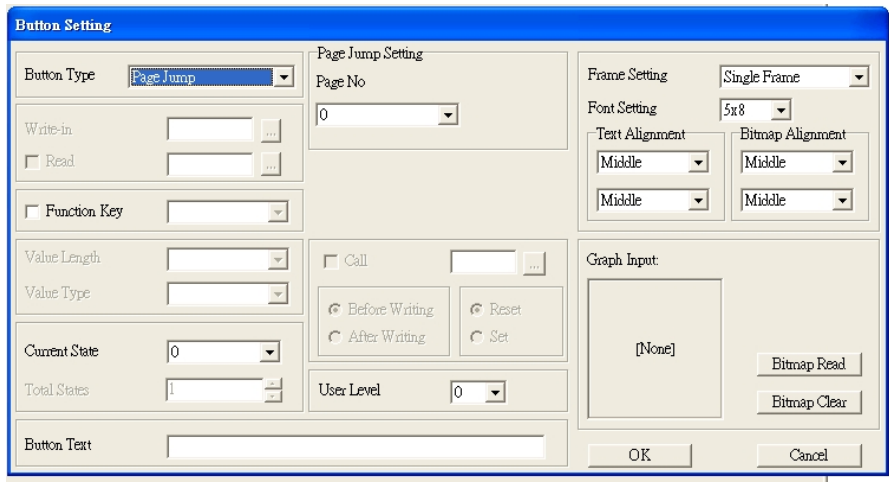 Button Setting
Button Type
Page Jump
Write-in
...
Read
...
Function Key
Value Length
Value Type
Current State
0
Total States
1
Button Text
Page Jump Setting
Page No
0
Call
...
Before Writing
After Writing
Reset
Set
User Level
0
Frame Setting
Single Frame
Font Setting
5x8
Text Alignment
Middle
Middle
Bitmap Alignment
Middle
Middle
Graph Input:
[None]
Bitmap Read
Bitmap Clear
OK
Cancel